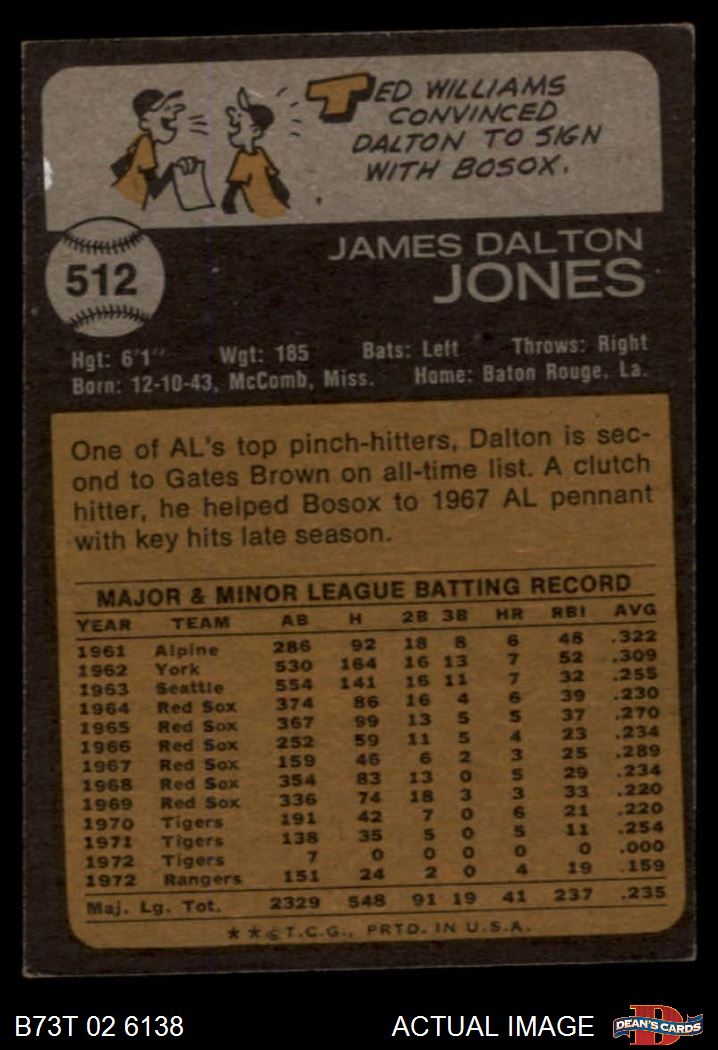 TED WILLIAMS
CONVINCED
DALTON TO SIGN
WITH BOSOX.
512
JAMES DALTON
JONES
Hgt: 6'1" Wgt: 185 Bats: Left Throws: Right
Born: 12-10-43, McComb, Miss. Home: Baton Rouge, La.
One of AL's top pinch-hitters, Dalton is sec-
ond to Gates Brown on all-time list. A clutch
hitter, he helped Bosox to 1967 AL pennant
with key hits late season.
MAJOR & MINOR LEAGUE BATTING RECORD
YEAR TEAM AB H 2B 3B HR RBI AVG
1961 Alpine 286 92 18 8 6 48 .322
1962 York 530 164 16 13 7 52 .309
1963 Seattle 554 141 16 11 7 32 .255
1964 Red Sox 374 86 16 4 6 39 .230
1965 Red Sox 367 99 13 5 5 37 .270
1966 Red Sox 252 59 11 5 4 23 .234
1967 Red Sox 159 46 6 2 3 25 .289
1968 Red Sox 354 83 13 0 5 29 .234
1969 Red Sox 336 74 18 3 3 33 .220
1970 Tigers 191 42 7 0 6 21 .220
1971 Tigers 138 35 5 0 5 11 .254
1972 Tigers 7 0 0 0 0 0 .000
1972 Rangers 151 24 2 0 4 19 .159
Maj. Lg. Tot. 2329 548 91 19 41 237 .235
* * © T.C.G., PRTD. IN U.S.A.
B73T 02 6138 ACTUAL IMAGE DEAN'S CARDS